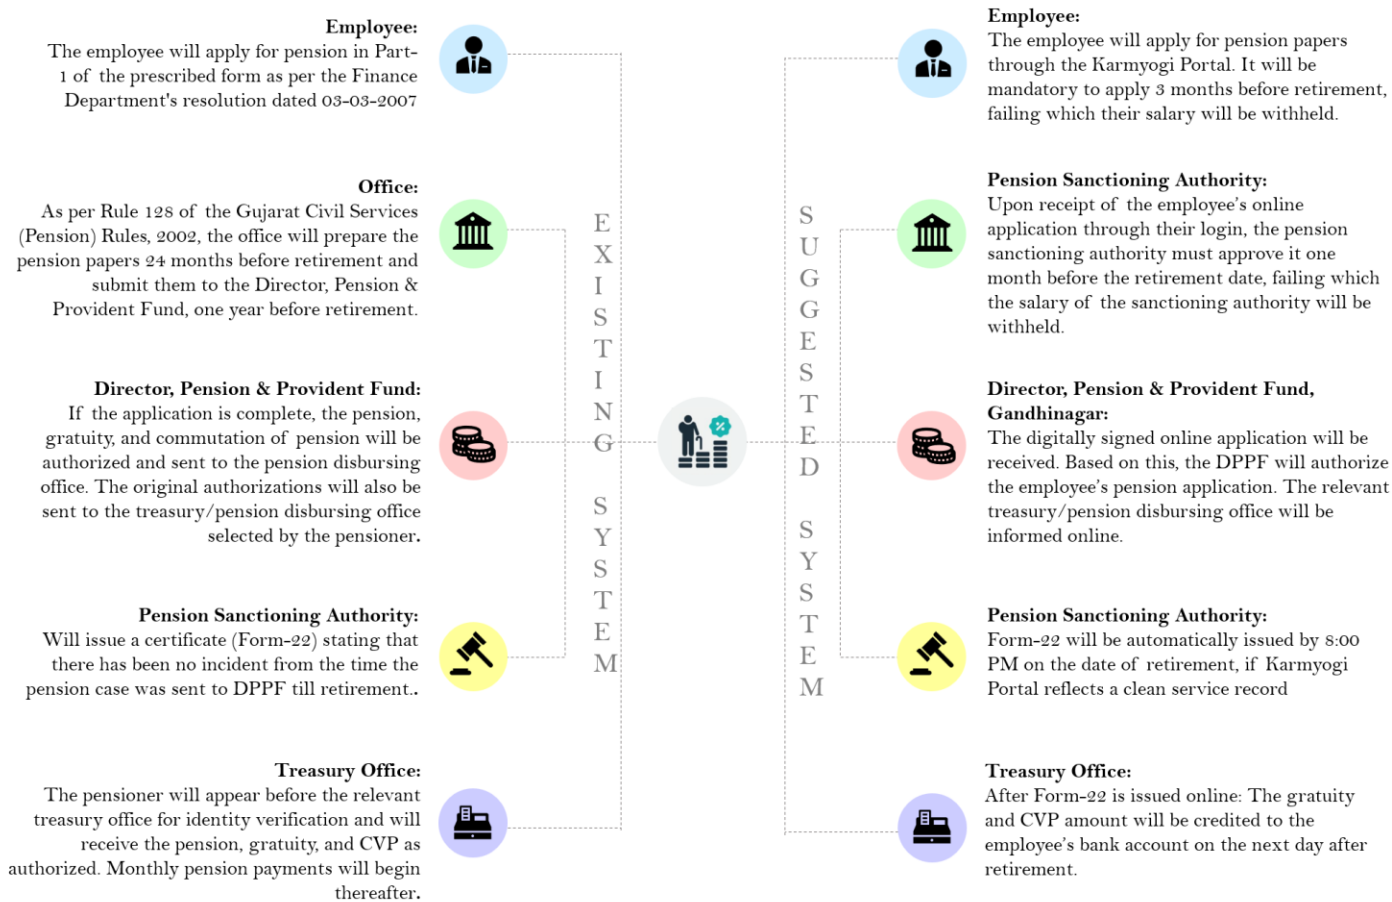 Employee:
The employee will apply for pension in Part-
1 of the prescribed form as per the Finance
Department's resolution dated 03-03-2007
Office:
As per Rule 128 of the Gujarat Civil Services
(Pension) Rules, 2002, the office will prepare the
pension papers 24 months before retirement and
submit them to the Director, Pension &
Provident Fund, one year before retirement.
Director, Pension & Provident Fund:
If the application is complete, the pension,
gratuity, and commutation of pension will be
authorized and sent to the pension disbursing
office. The original authorizations will also be
sent to the treasury/pension disbursing office
selected by the pensioner.
Pension Sanctioning Authority:
Will issue a certificate (Form-22) stating that
there has been no incident from the time the
pension case was sent to DPPF till retirement..
Treasury Office:
The pensioner will appear before the relevant
treasury office for identity verification and will
receive the pension, gratuity, and CVP as
authorized. Monthly pension payments will begin
thereafter.
EXISTING SYSTEM
SUGGESTED SYSTEM
Employee:
The employee will apply for pension papers
through the Karmyogi Portal. It will be
mandatory to apply 3 months before retirement,
failing which their salary will be withheld.
Pension Sanctioning Authority:
Upon receipt of the employee's online
application through their login, the pension
sanctioning authority must approve it one
month before the retirement date, failing which
the salary of the sanctioning authority will be
withheld.
Director, Pension & Provident Fund,
Gandhinagar:
The digitally signed online application will be
received. Based on this, the DPPF will authorize
the employee's pension application. The relevant
treasury/pension disbursing office will be
informed online.
Pension Sanctioning Authority:
Form-22 will be automatically issued by 8:00
PM on the date of retirement, if Karmyogi
Portal reflects a clean service record
Treasury Office:
After Form-22 is issued online: The gratuity
and CVP amount will be credited to the
employee's bank account on the next day after
retirement.